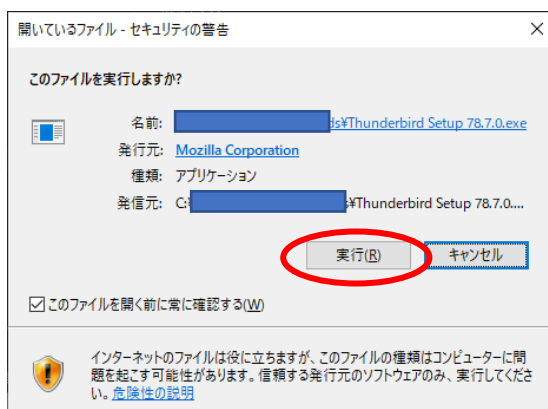 開いているファイル - セキュリティの警告
このファイルを実行しますか?
名前: ds¥Thunderbird Setup 78.7.0.exe
発行元: Mozilla Corporation
種類: アプリケーション
発信元: C:¥ ¥Thunderbird Setup 78.7.0....
実行(R) キャンセル
このファイルを開く前に常に確認する(W)
インターネットのファイルは役に立ちますが、このファイルの種類はコンピューターに問
題を起こす可能性があります。信頼する発行元のソフトウェアのみ、実行してくださ
い。危険性の説明